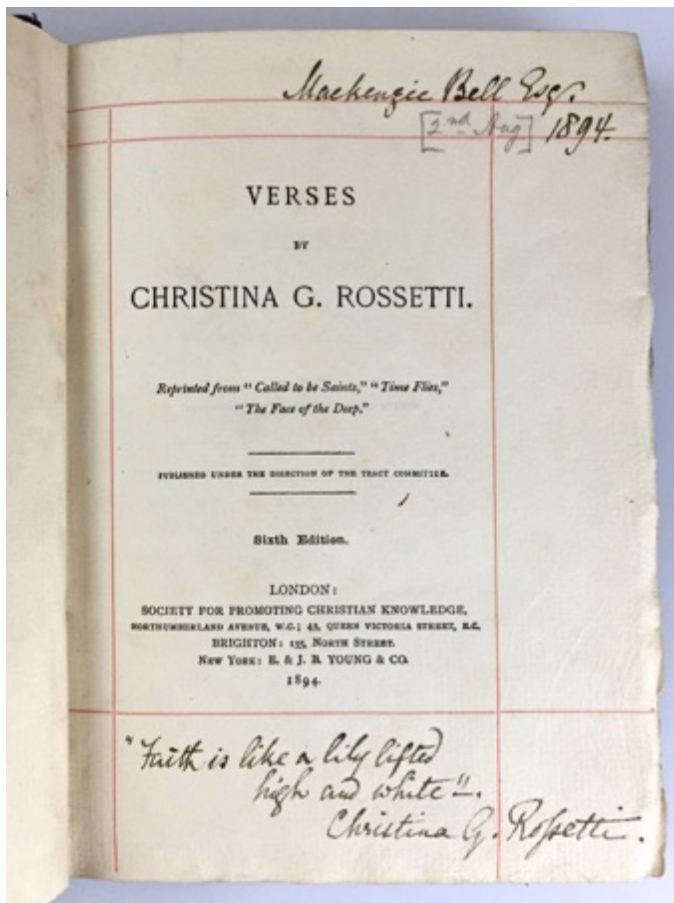 Mackenzie Bell Esq.
[2nd Aug] 1894.
VERSES
BY
CHRISTINA G. ROSSETTI.
Reprinted from "Called to be Saints," "Time Flies,"
"The Face of the Deep."
PUBLISHED UNDER THE DIRECTION OF THE TRACT COMMITTEE.
Sixth Edition.
LONDON:
SOCIETY FOR PROMOTING CHRISTIAN KNOWLEDGE,
NORTHUMBERLAND AVENUE, W.C.; 43, QUEEN VICTORIA STREET, E.C.
BRIGHTON: 135, NORTH STREET.
NEW YORK: E. & J. B. YOUNG & CO.
1894.
"Faith is like a lily lifted
high and white".
Christina G. Roſsetti.